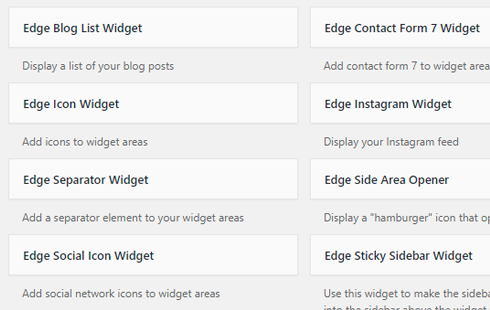 Edge Blog List Widget
Display a list of your blog posts
Edge Icon Widget
Add icons to widget areas
Edge Separator Widget
Add a separator element to your widget areas
Edge Social Icon Widget
Add social network icons to widget areas
Edge Contact Form 7 Widget
Add contact form 7 to widget area
Edge Instagram Widget
Display your Instagram feed
Edge Side Area Opener
Display a "hamburger" icon that
Edge Sticky Sidebar Widget
Use this widget to make the
into the sidebar above the widget